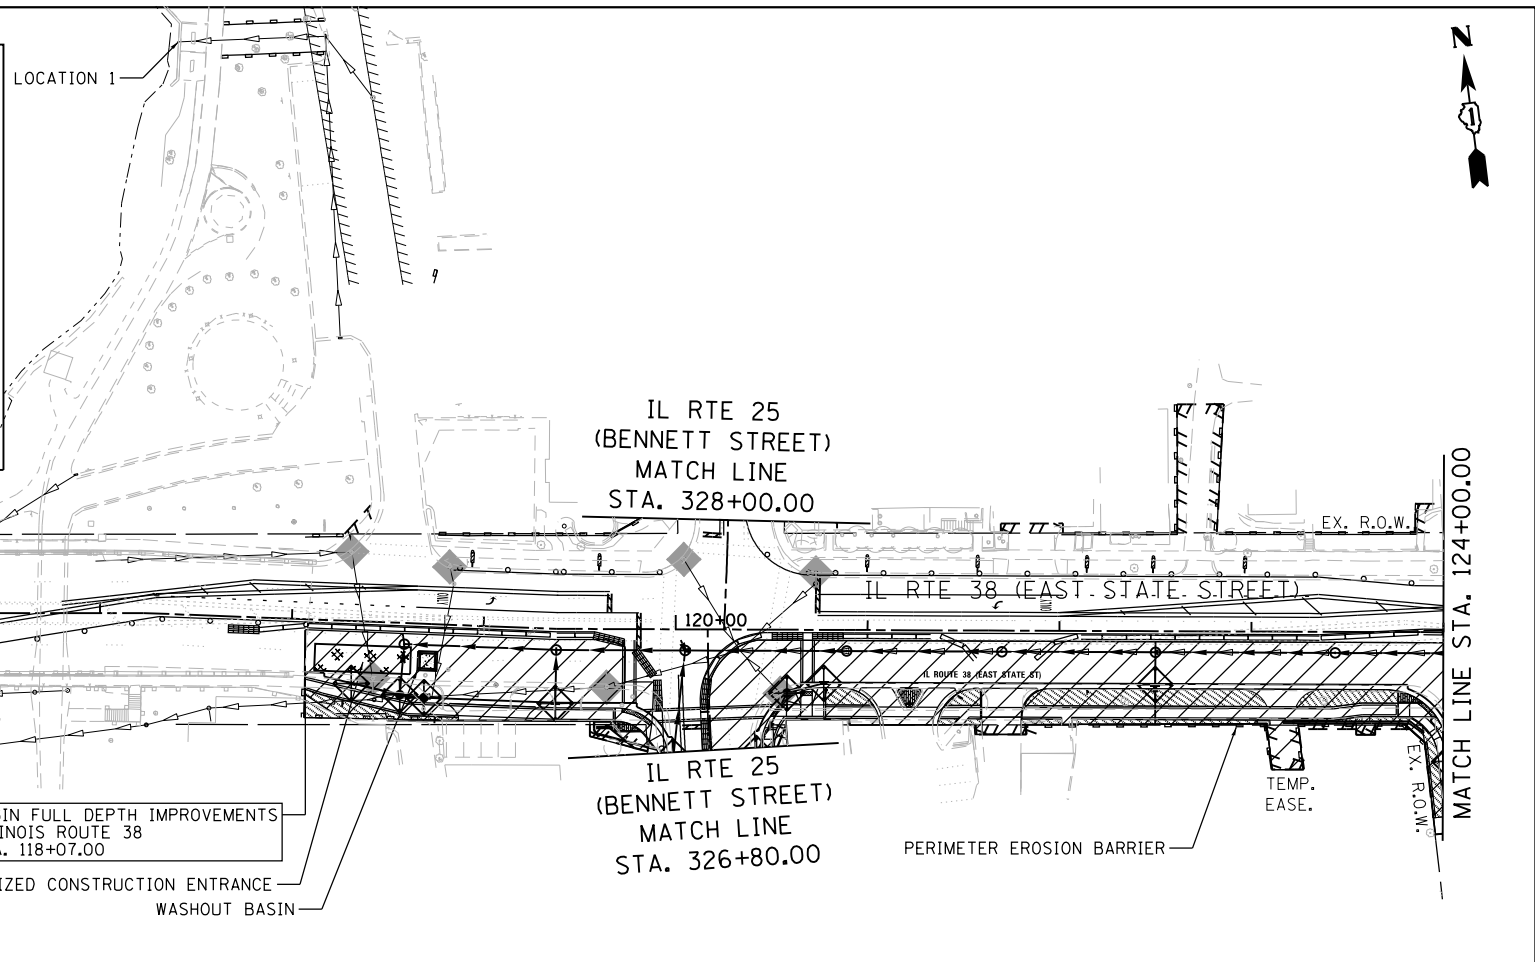 N
1
LOCATION 1
IL RTE 25
(BENNETT STREET)
MATCH LINE
STA. 328+00.00
EX. R.O.W.
MATCH LINE STA. 124+00.00
IL RTE 38 (EAST STATE STREET)
120+00
IL ROUTE 38 (EAST STATE ST)
IL RTE 25
(BENNETT STREET)
MATCH LINE
STA. 326+80.00
TEMP.
EASE.
EX. R.O.W.
PERIMETER EROSION BARRIER
IN FULL DEPTH IMPROVEMENTS
INOIS ROUTE 38
. 118+07.00
IZED CONSTRUCTION ENTRANCE
WASHOUT BASIN